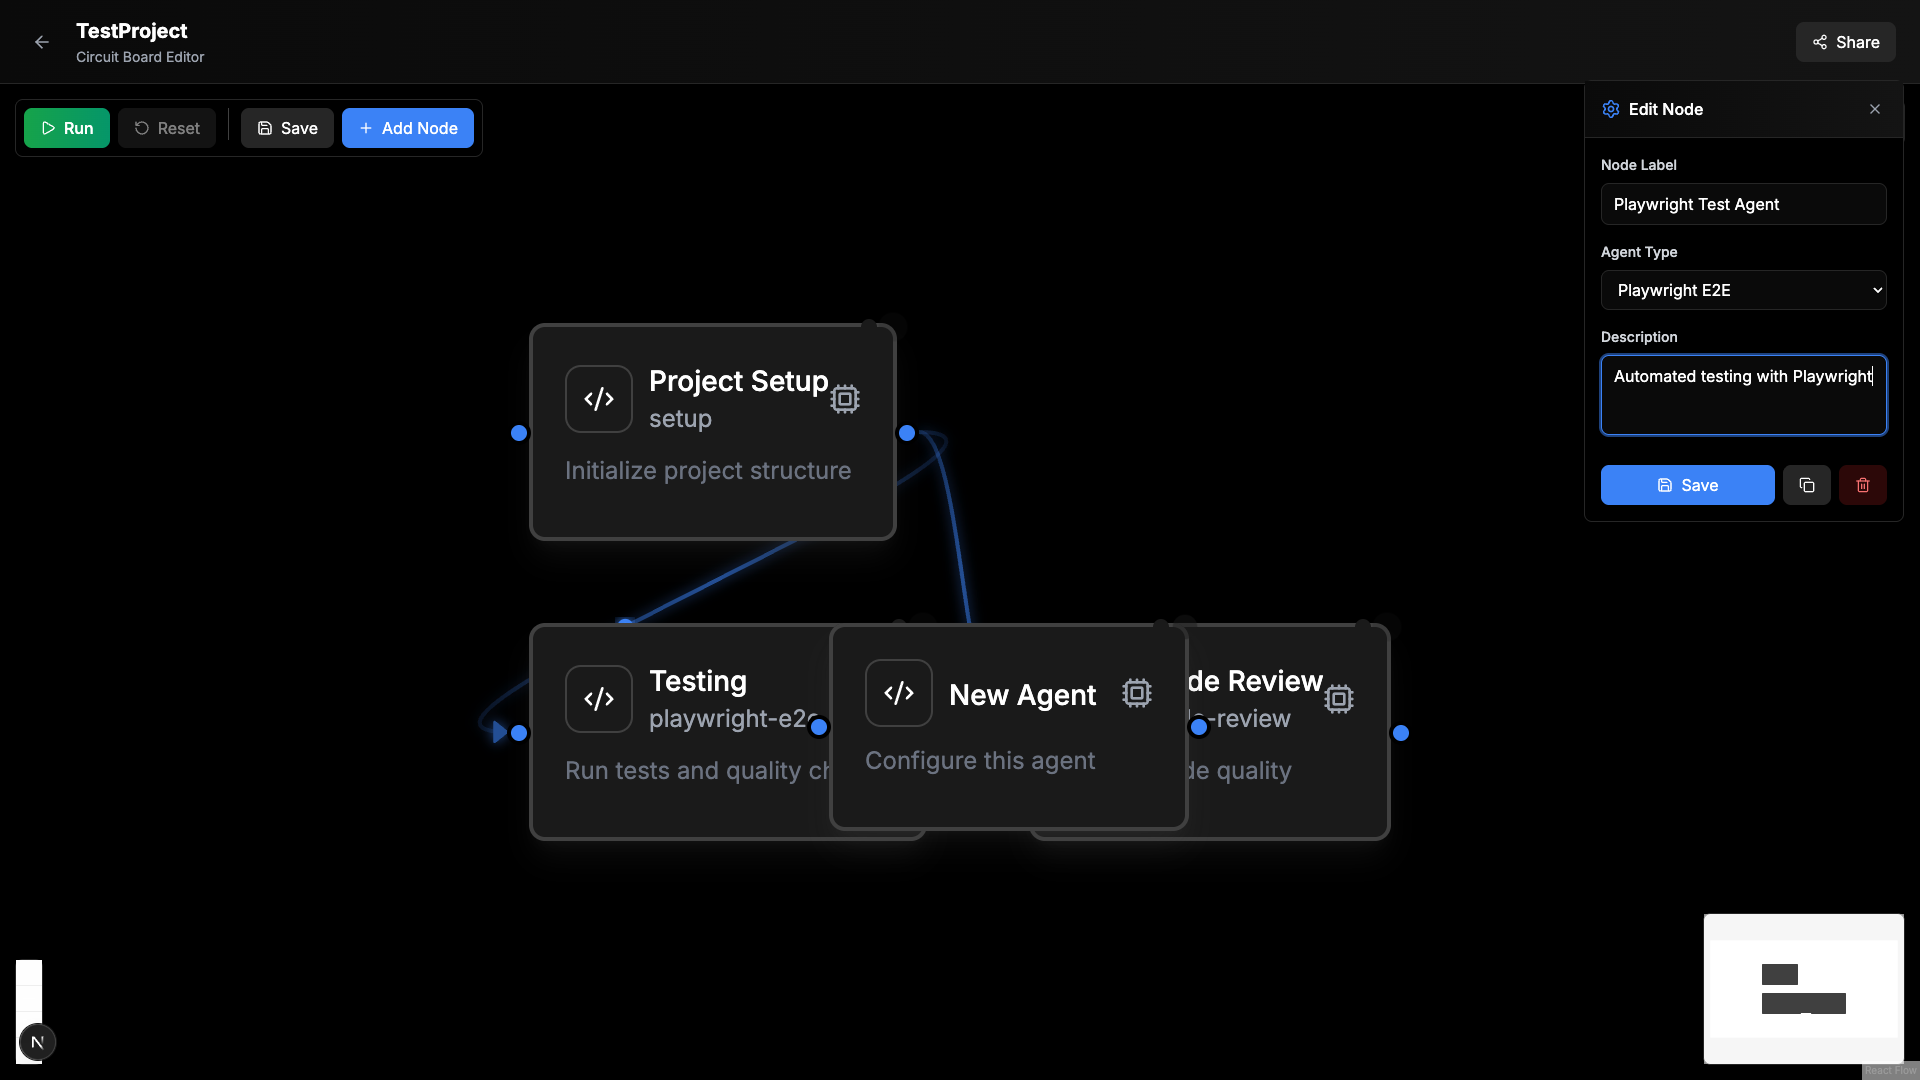 TestProject
Circuit Board Editor
Share
Run
Reset
Save
Add Node
Edit Node
Node Label
Playwright Test Agent
Agent Type
Playwright E2E
Description
Automated testing with Playwright
Save
Project Setup
setup
Initialize project structure
Testing
playwright-e2e
Run tests and quality ch
New Agent
Configure this agent
de Review
e-review
de quality
N
React Flow